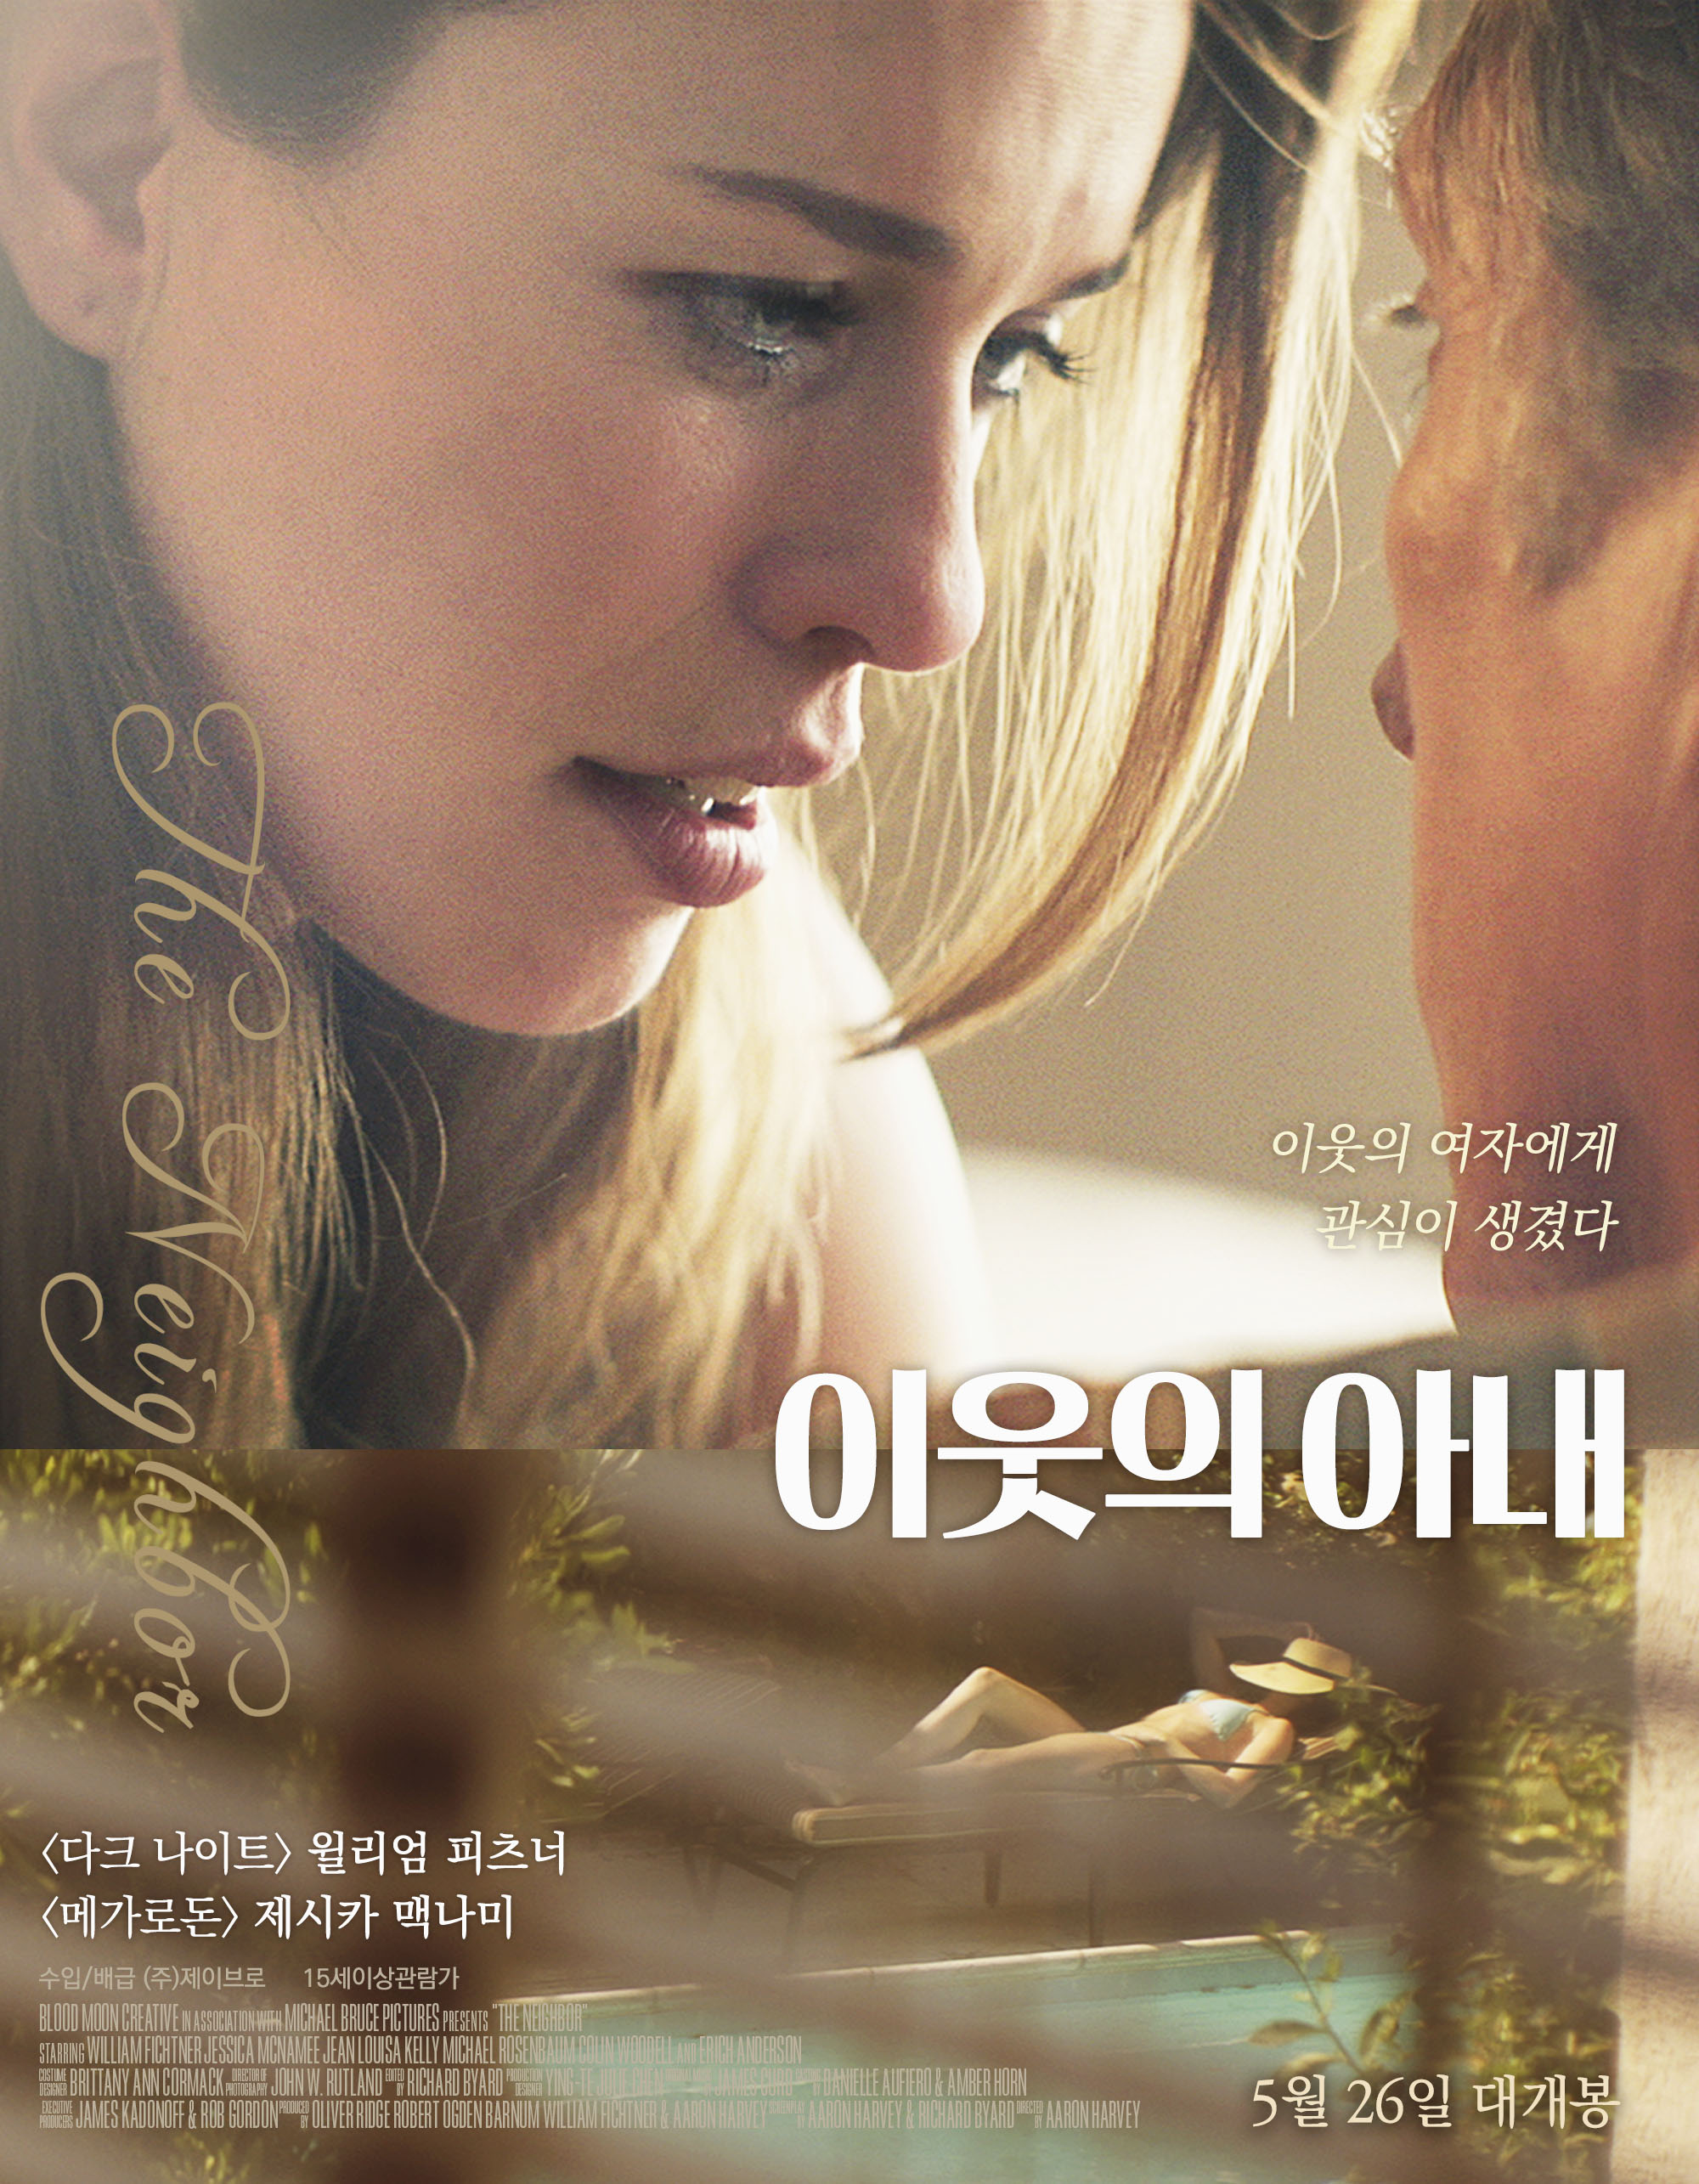 The Neighbor
이웃의 여자에게
관심이 생겼다
이웃의 아내
<다크 나이트> 윌리엄 피츠너
<메가로돈> 제시카 맥나미
수입/배급 (주)제이브로 15세이상관람가
BLOOD MOON CREATIVE IN ASSOCIATION WITH MICHAEL BRUCE PICTURES PRESENTS "THE NEIGHBOR"
STARRING WILLIAM FICHTNER JESSICA MCNAMEE JEAN LOUISA KELLY MICHAEL ROSENBAUM COLIN WOODELL AND ERICH ANDERSON
COSTUME DESIGNER BRITTANY ANN CORMACK DIRECTOR OF PHOTOGRAPHY JOHN W. RUTLAND EDITED BY RICHARD BYARD PRODUCTION DESIGNER DANIELLE AUFIERO & AMBER HORN
EXECUTIVE PRODUCERS JAMES KADONOFF & ROB GORDON PRODUCED BY OLIVER RIDGE ROBERT OGDEN BARNUM WILLIAM FICHTNER & AARON HARVEY SCREENPLAY BY AARON HARVEY & RICHARD BYARD DIRECTED BY AARON HARVEY
5월 26일 대개봉